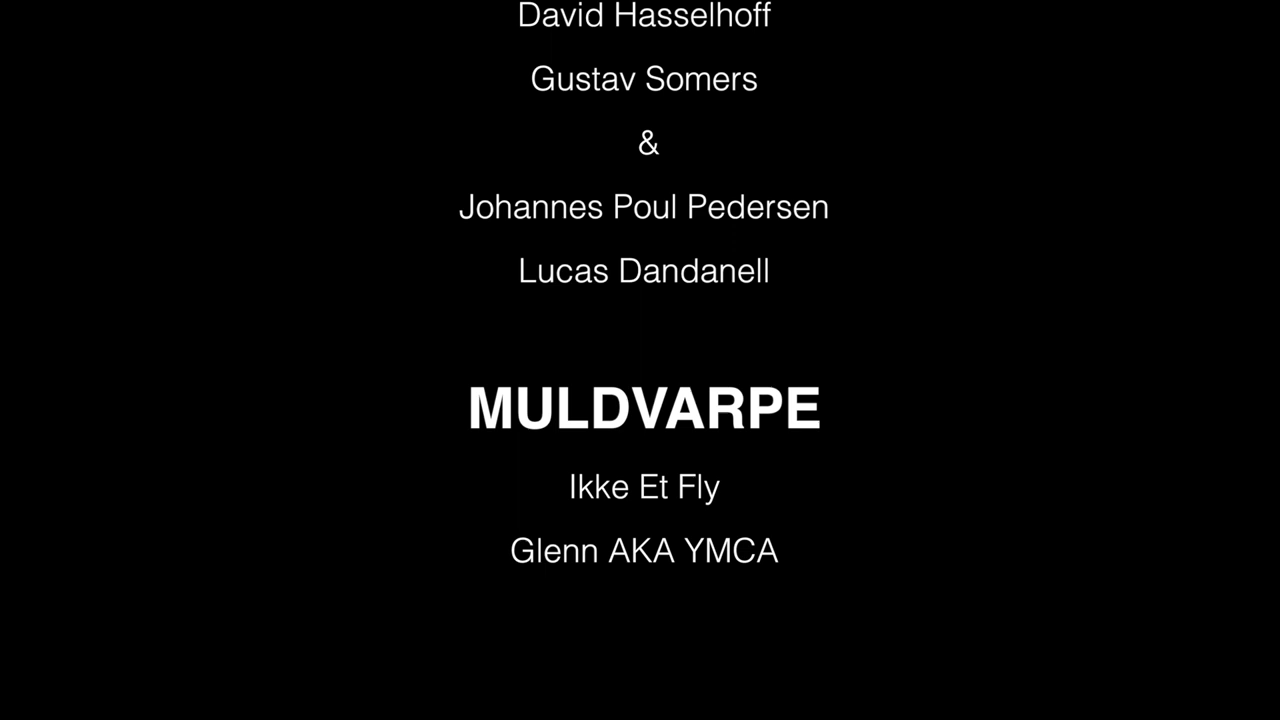 David Hasselhoff
Gustav Somers
&
Johannes Poul Pedersen
Lucas Dandanell
MULDVARPE
Ikke Et Fly
Glenn AKA YMCA